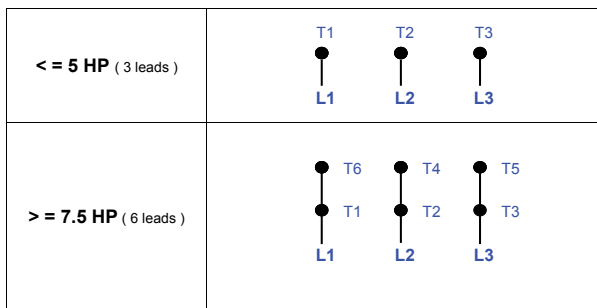 T1 T2 T3
< = 5 HP ( 3 leads )
L1 L2 L3
T6 T4 T5
> = 7.5 HP ( 6 leads ) T1 T2 T3
L1 L2 L3